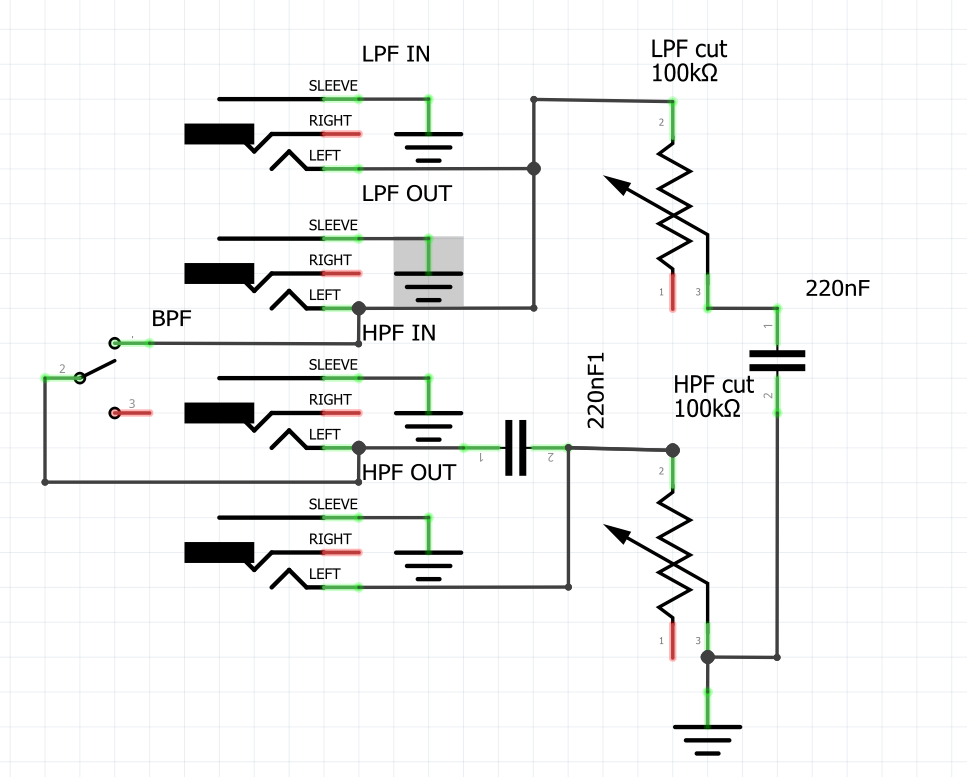 LPF IN
LPF cut
100kΩ
SLEEVE
RIGHT
2
LEFT
LPF OUT
SLEEVE
RIGHT
LEFT
1
3
220nF
BPF
HPF IN
1
2
SLEEVE
220nF1
HPF cut
100kΩ
2
3
RIGHT
LEFT
1
2
HPF OUT
2
SLEEVE
RIGHT
LEFT
1
3